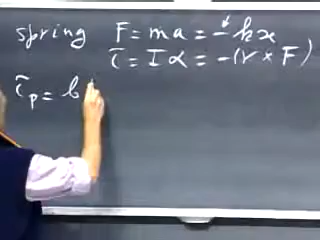 spring F = ma = -kx
τ = Iα = -(r × F)
τp = b